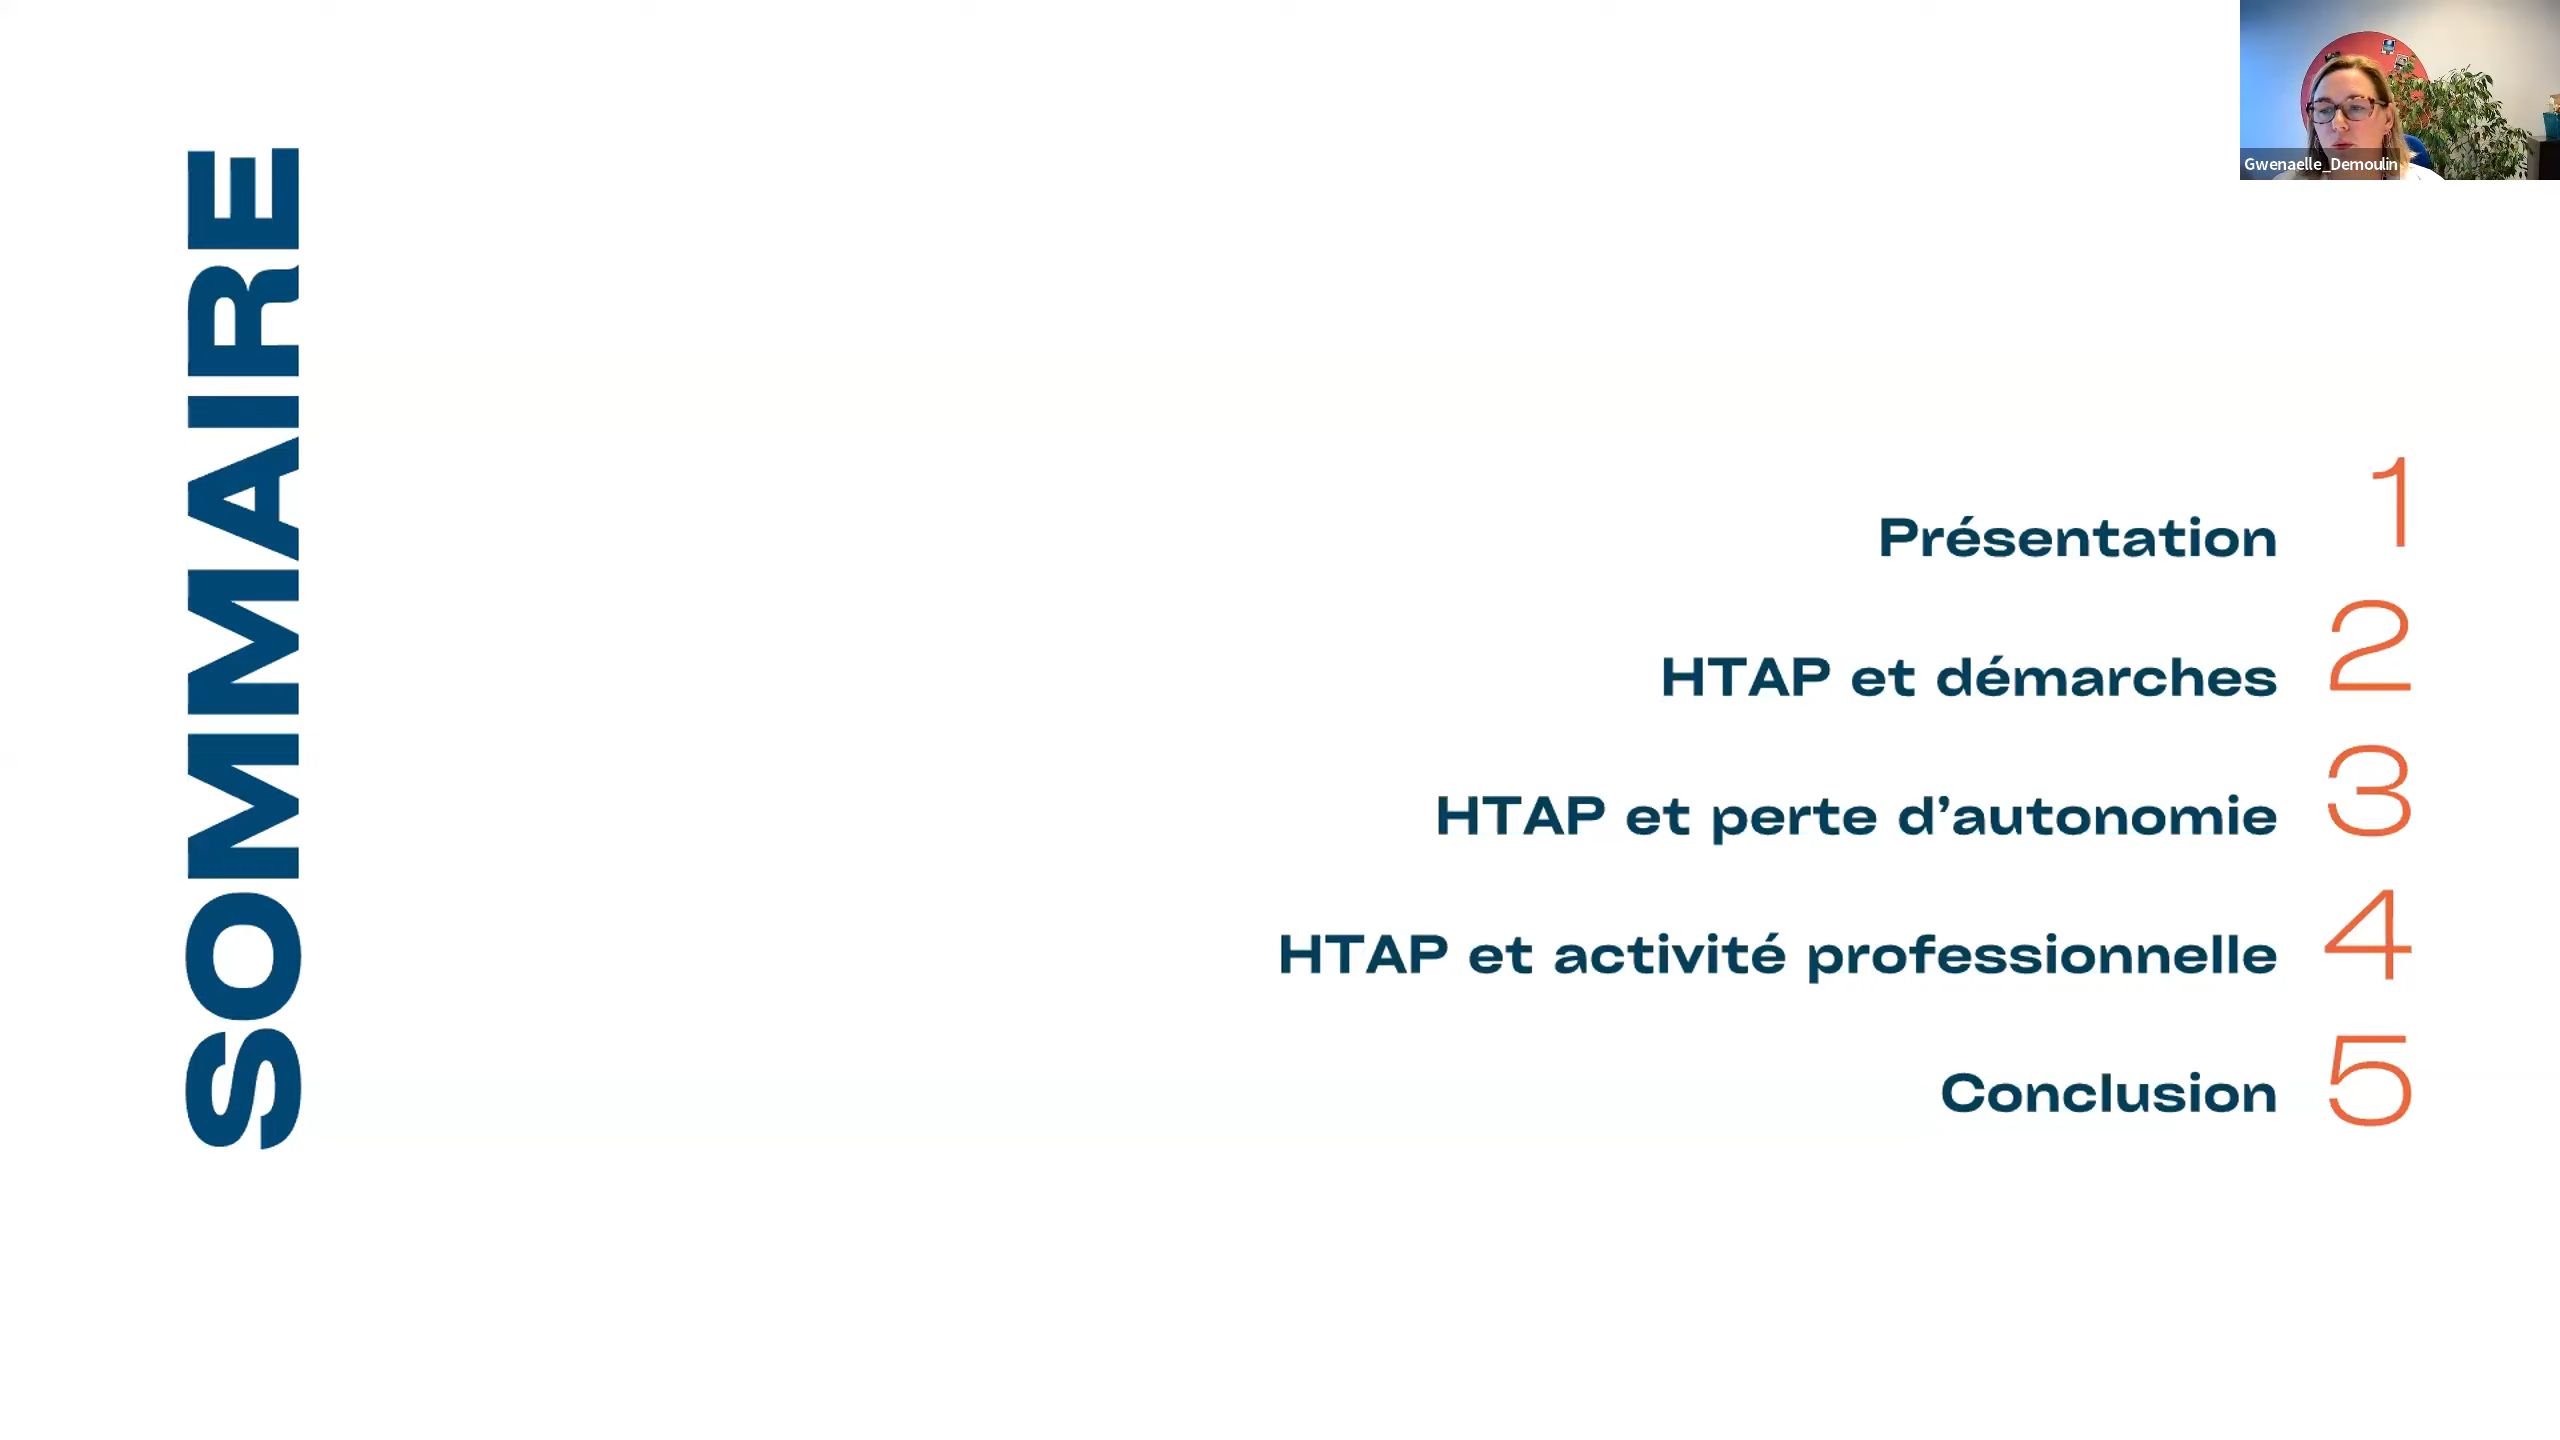 SOMMAIRE
Gwenaelle_Demoulin
Présentation 1
HTAP et démarches 2
HTAP et perte d’autonomie 3
HTAP et activité professionnelle 4
Conclusion 5